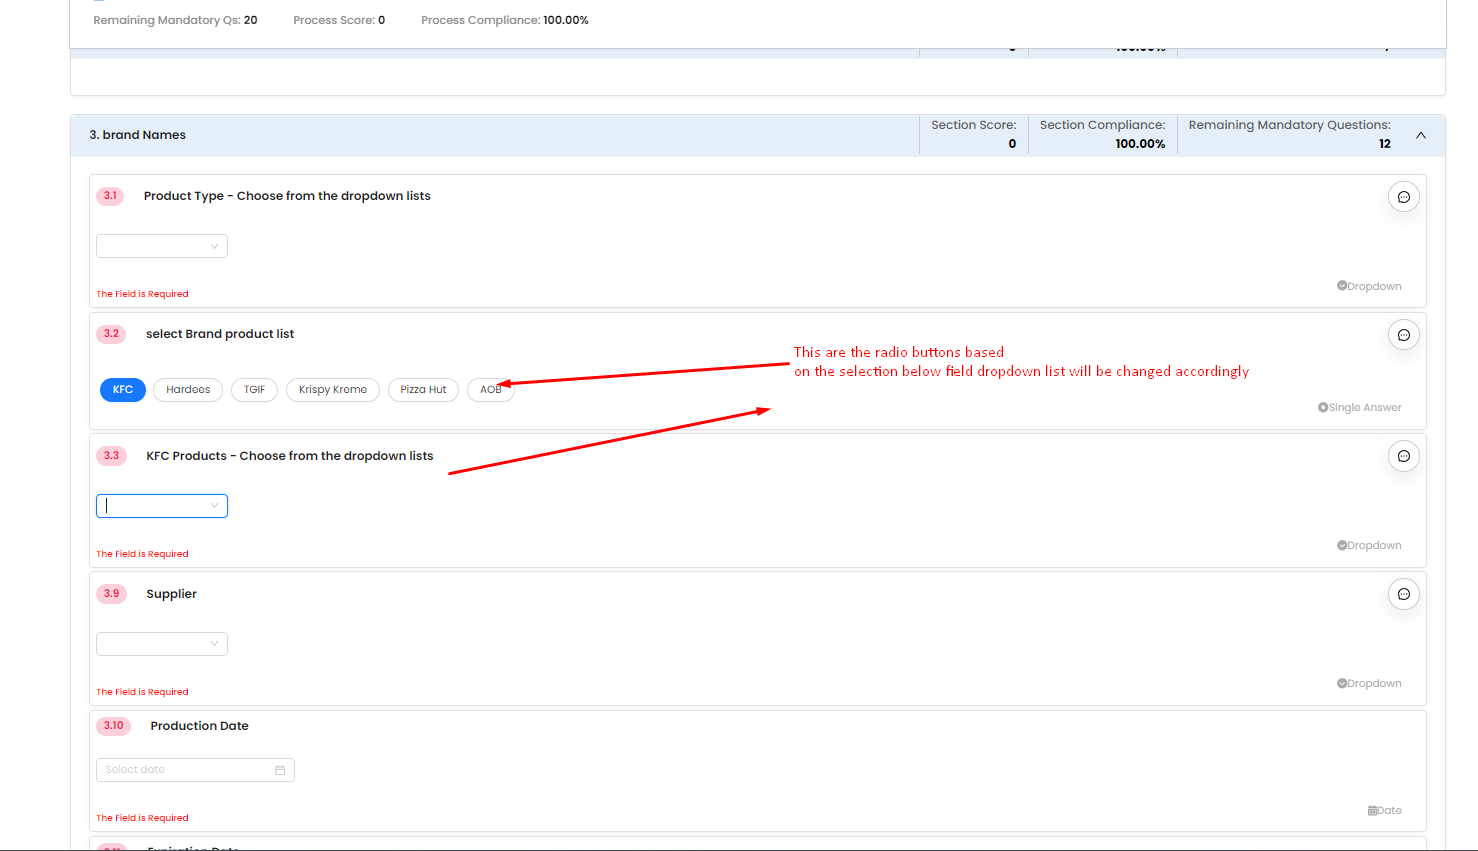 Remaining Mandatory Qs: 20 Process Score: 0 Process Compliance: 100.00%
100.00%
3. brand Names Section Score: 0 Section Compliance: 100.00% Remaining Mandatory Questions: 12
3.1 Product Type - Choose from the dropdown lists
The Field is Required
Dropdown
3.2 select Brand product list
This are the radio buttons based
on the selection below field dropdown list will be changed accordingly
KFC Hardees TGIF Krispy Kreme Pizza Hut AOB
Single Answer
3.3 KFC Products - Choose from the dropdown lists
The Field is Required
Dropdown
3.9 Supplier
The Field is Required
Dropdown
3.10 Production Date
Select date
The Field is Required
Date
Expiration Date